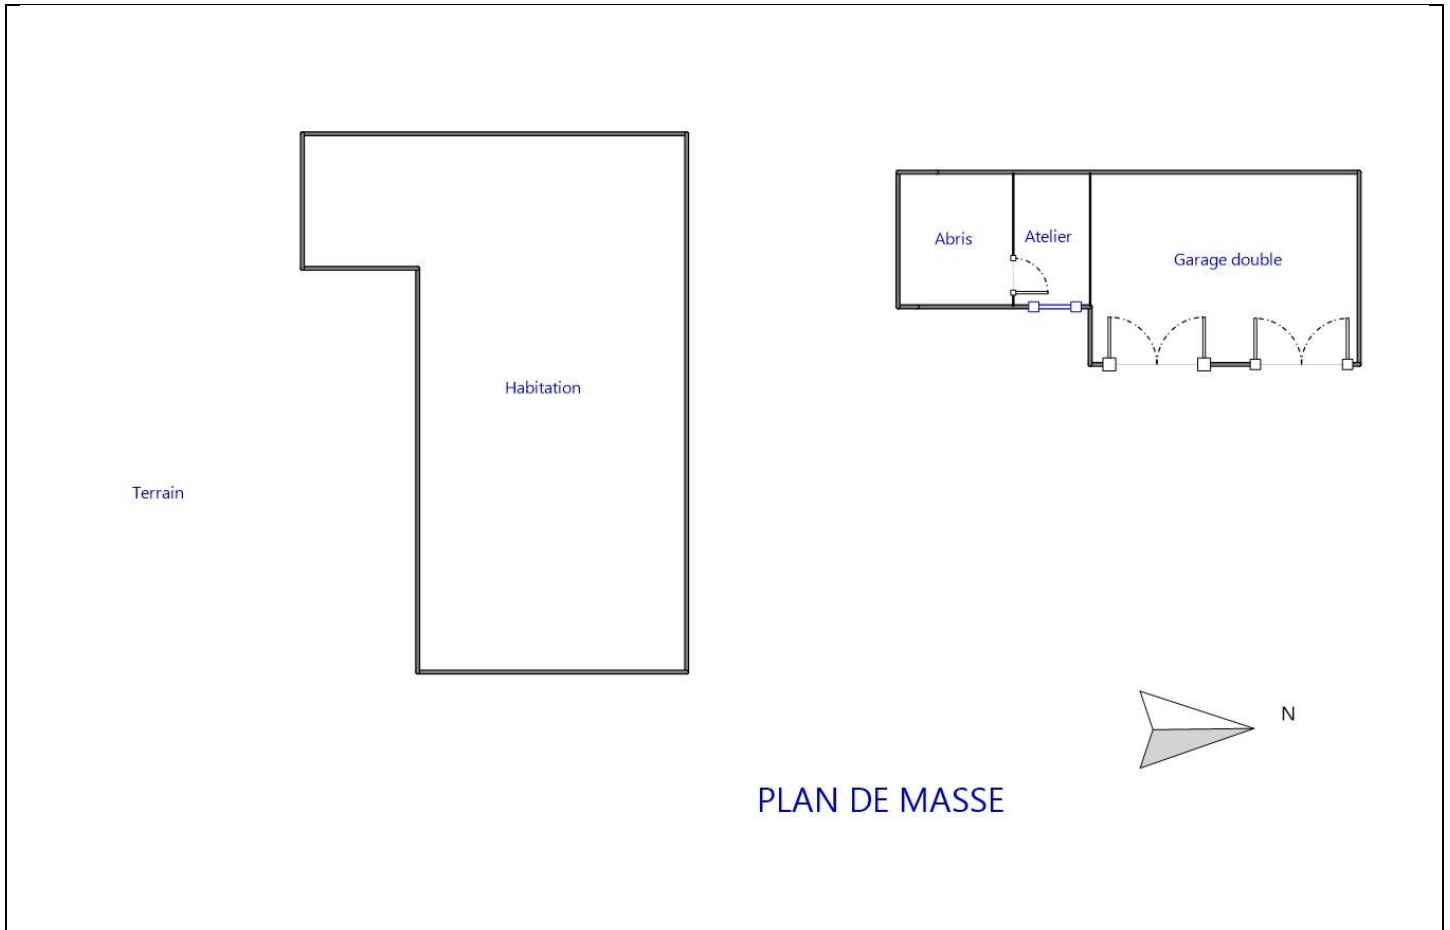 Abris
Atelier
Garage double
Habitation
Terrain
N
PLAN DE MASSE